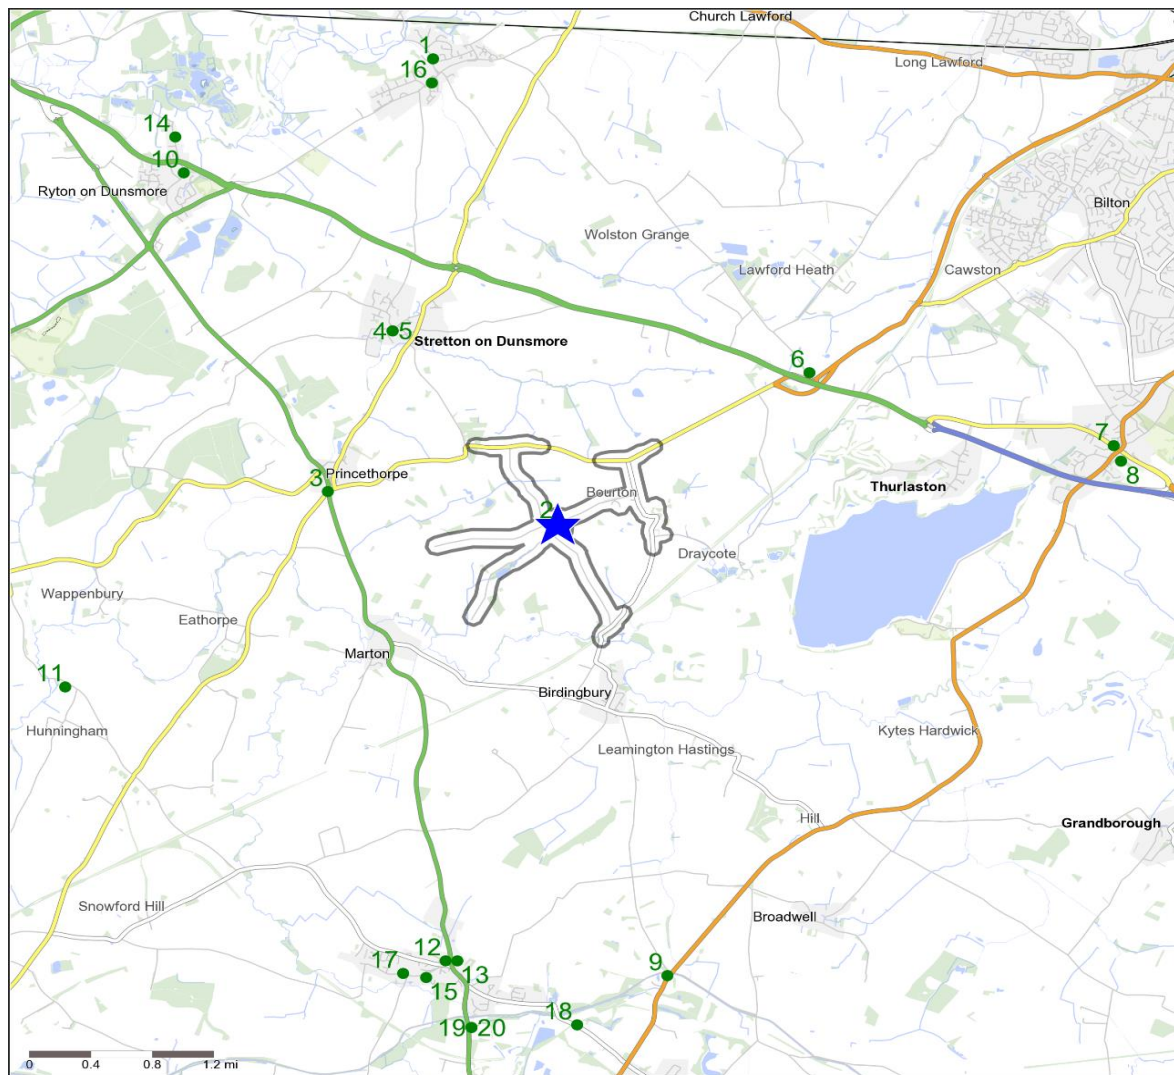 Church Lawford
1
Long Lawford
16
14
10
Ryton on Dunsmore
Bilton
Wolston Grange
Lawford Heath
Cawston
4 5
Stretton on Dunsmore
6
7
8
Princethorpe
3
Thurlaston
Bourton
2
Draycote
Wappenbury
Eathorpe
Marton
11
Birdingbury
Hunningham
Kytes Hardwick
Leamington Hastings
Hill
Grandborough
Snowford Hill
Broadwell
12
17
13
9
15
18
19 20
0 0.4 0.8 1.2 mi